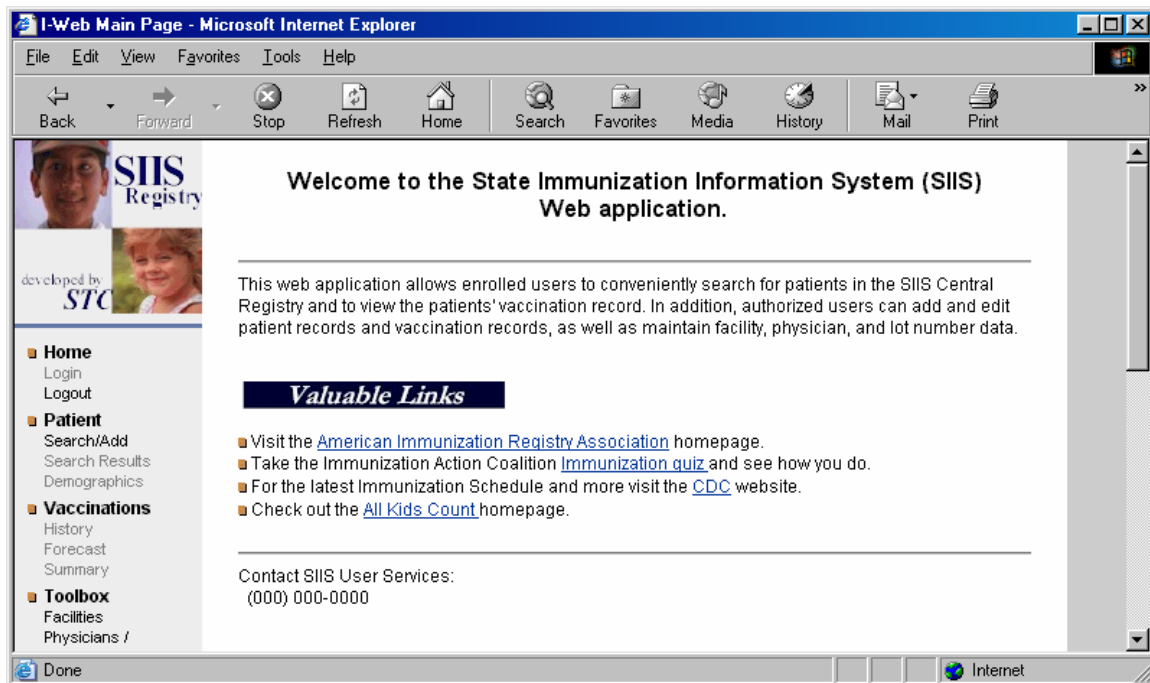 I-Web Main Page - Microsoft Internet Explorer
File Edit View Favorites Tools Help
Back Forward Stop Refresh Home Search Favorites Media History Mail Print
SIIS
Registry
developed by
STC
Home
Login
Logout
Patient
Search/Add
Search Results
Demographics
Vaccinations
History
Forecast
Summary
Toolbox
Facilities
Physicians /
Welcome to the State Immunization Information System (SIIS)
Web application.
This web application allows enrolled users to conveniently search for patients in the SIIS Central
Registry and to view the patients' vaccination record. In addition, authorized users can add and edit
patient records and vaccination records, as well as maintain facility, physician, and lot number data.
Valuable Links
Visit the American Immunization Registry Association homepage.
Take the Immunization Action Coalition Immunization quiz and see how you do.
For the latest Immunization Schedule and more visit the CDC website.
Check out the All Kids Count homepage.
Contact SIIS User Services:
(000) 000-0000
Done Internet